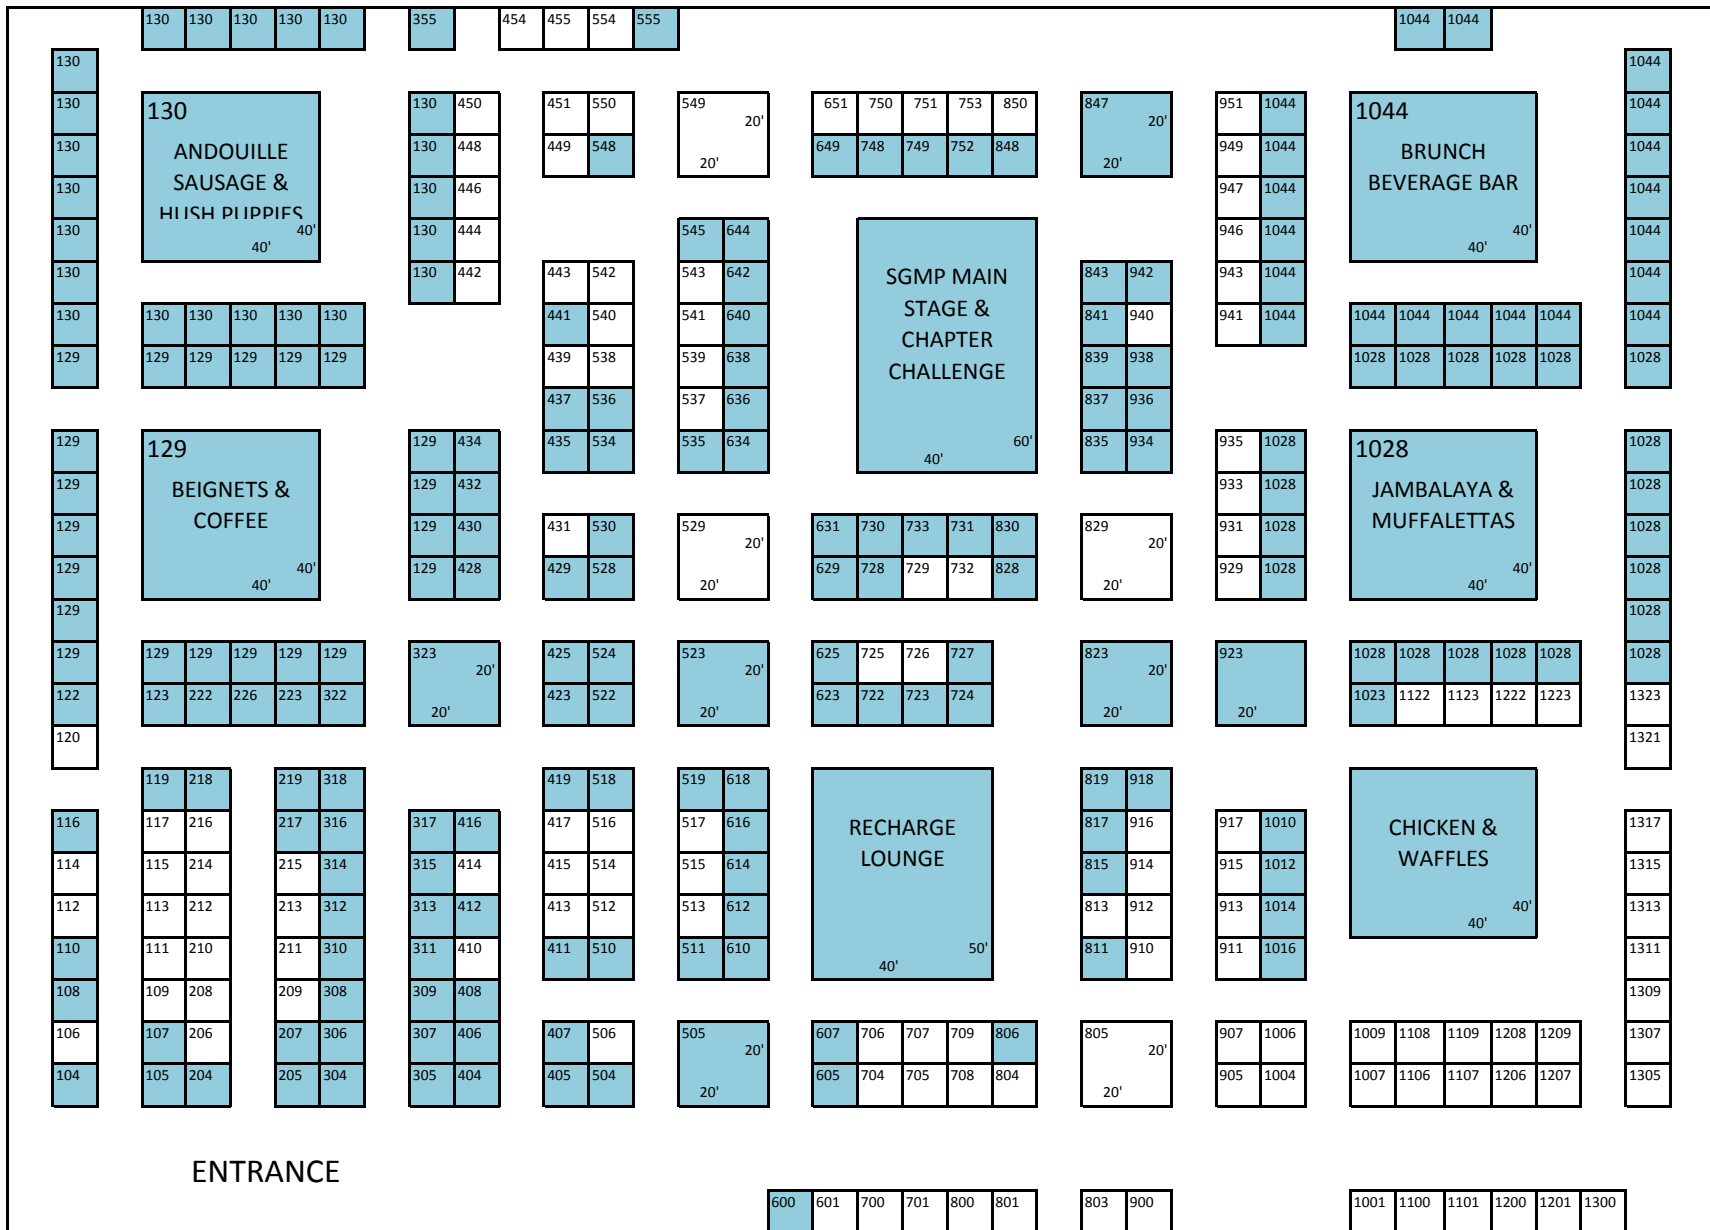 130 130 130 130 130 355 454 455 554 555 1044 1044
130 1044
130 130 450 451 550 549 20' 651 750 751 753 850 847 20' 951 1044 1044 1044
130 ANDOUILLE 130 448 449 548 20' 649 748 749 752 848 20' 949 1044 BRUNCH 1044
130 SAUSAGE & 130 446 947 1044 BEVERAGE BAR 1044
HUSH PUPPIES
130 40' 40' 130 444 545 644 946 1044 40' 40' 1044
130 130 442 443 542 543 642 SGMP MAIN 843 942 943 1044 1044
130 130 130 130 130 130 441 540 541 640 STAGE & 841 940 941 1044 1044 1044 1044 1044 1044 1044
CHAPTER
129 129 129 129 129 129 439 538 539 638 CHALLENGE 839 938 1028 1028 1028 1028 1028 1028
437 536 537 636 837 936
129 129 129 434 435 534 535 634 60' 40' 835 934 935 1028 1028 1028
129 BEIGNETS & 129 432 933 1028 JAMBALAYA & 1028
129 COFFEE 129 430 431 530 529 20' 631 730 733 731 830 829 20' 931 1028 MUFFALETTAS 1028
129 40' 40' 129 428 429 528 20' 629 728 729 732 828 20' 929 1028 40' 40' 1028
129 1028
129 129 129 129 129 129 323 20' 425 524 523 20' 625 725 726 727 823 20' 923 1028 1028 1028 1028 1028 1028
122 123 222 226 223 322 20' 423 522 20' 623 722 723 724 20' 20' 1023 1122 1123 1222 1223 1323
120 1321
119 218 219 318 419 518 519 618 819 918
116 117 216 217 316 317 416 417 516 517 616 RECHARGE 817 916 917 1010 CHICKEN & 1317
114 115 214 215 314 315 414 415 514 515 614 LOUNGE 815 914 915 1012 WAFFLES 1315
112 113 212 213 312 313 412 413 512 513 612 813 912 913 1014 40' 40' 1313
110 111 210 211 310 311 410 411 510 511 610 50' 40' 811 910 911 1016 1311
108 109 208 209 308 309 408 1309
106 107 206 207 306 307 406 407 506 505 20' 607 706 707 709 806 805 20' 907 1006 1009 1108 1109 1208 1209 1307
104 105 204 205 304 305 404 405 504 20' 605 704 705 708 804 20' 905 1004 1007 1106 1107 1206 1207 1305
ENTRANCE
600 601 700 701 800 801 803 900 1001 1100 1101 1200 1201 1300